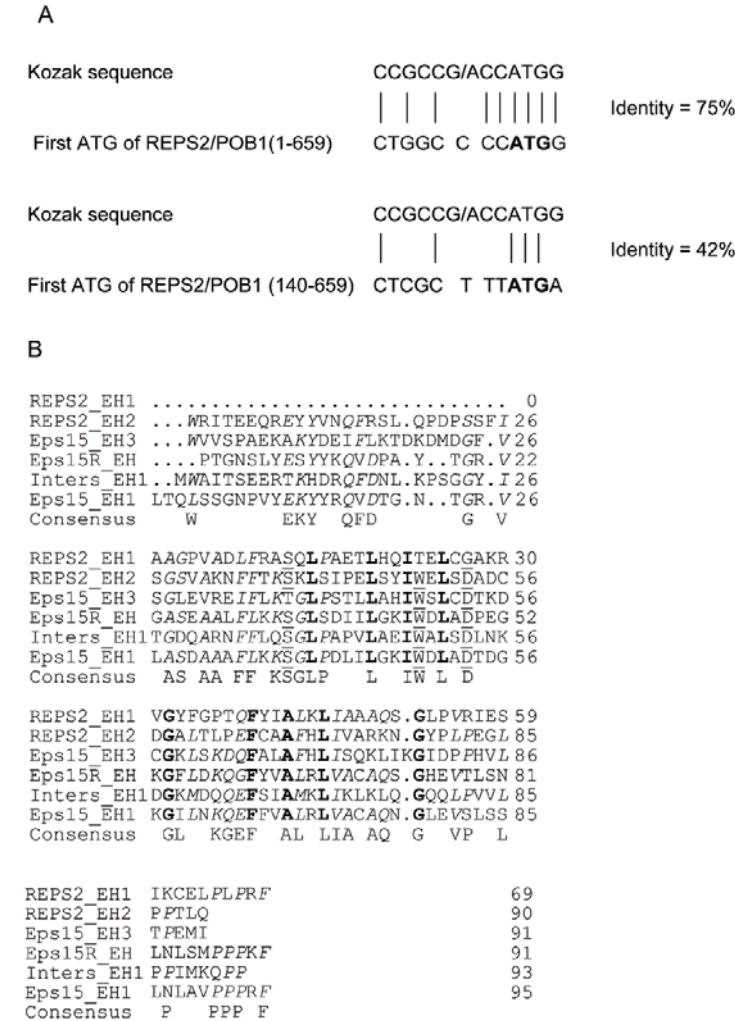 A
Kozak sequence CCGCCG/ACCATGG
| | | | | | | | | Identity = 75%
First ATG of REPS2/POB1(1-659) CTGGC C CCATGG
Kozak sequence CCGCCG/ACCATGG
| | | | | Identity = 42%
First ATG of REPS2/POB1 (140-659) CTCGC T TTATGA
B
REPS2_EH1 ................................ 0
REPS2_EH2 ...WRITEEQREYYVNQFRSL.QPDPSSFI 26
Eps15_EH3 ...WVVSPAEKAKYDEIFLKTDKDMDGF.V 26
Eps15R_EH ....PTGNSLYESYYKQVDPA.Y..TGR.V 22
Inters_EH1 ..MWAITSEERTKHDRQFDNL.KPSGGY.I 26
Eps15_EH1 LTQLSSGNPVYEKYYRQVDTG.N..TGR.V 26
Consensus W EKY QFD G V
REPS2_EH1 AAGPVADLFRASQLPAETLHQITELCGAKR 30
REPS2_EH2 SGSVAKNFFTKSKLSIPELSYIWELSDADC 56
Eps15_EH3 SGLEVREIFLKTGLPSTLLAHIWSLCDTKD 56
Eps15R_EH GASEAALFLKKSGLSDIILGKIWDLADPEG 52
Inters_EH1 TGDQARNFFLQSGLPAPVLAEIWALSDLNK 56
Eps15_EH1 LASDAAAFLKKSGLPDLILGKIWDLADTDG 56
Consensus AS AA FF KSGLP L IW L D
REPS2_EH1 VGYFGPTQFYIALKLIAAAQS.GLPVRIES 59
REPS2_EH2 DGALTLPEFCAAFHLIVARKN.GYPLPEGL 85
Eps15_EH3 CGKLSKDQFALAFHLISQKLIKGIDPPHVL 86
Eps15R_EH KGFLDKQGFYVALRLVACAQS.GHEVTLSN 81
Inters_EH1 DGKMDQQEFSIAMKLIKLKLQ.GQQLPVVL 85
Eps15_EH1 KGILNKQEFFVALRLVACAQN.GLEVSLSS 85
Consensus GL KGEF AL LIA AQ G VP L
REPS2_EH1 IKCELPLPRF 69
REPS2_EH2 PPTLQ 90
Eps15_EH3 TPEMI 91
Eps15R_EH LNLSMPPPKF 91
Inters_EH1 PPIMKQPP 93
Eps15_EH1 LNLAVPPPRF 95
Consensus P PPP F